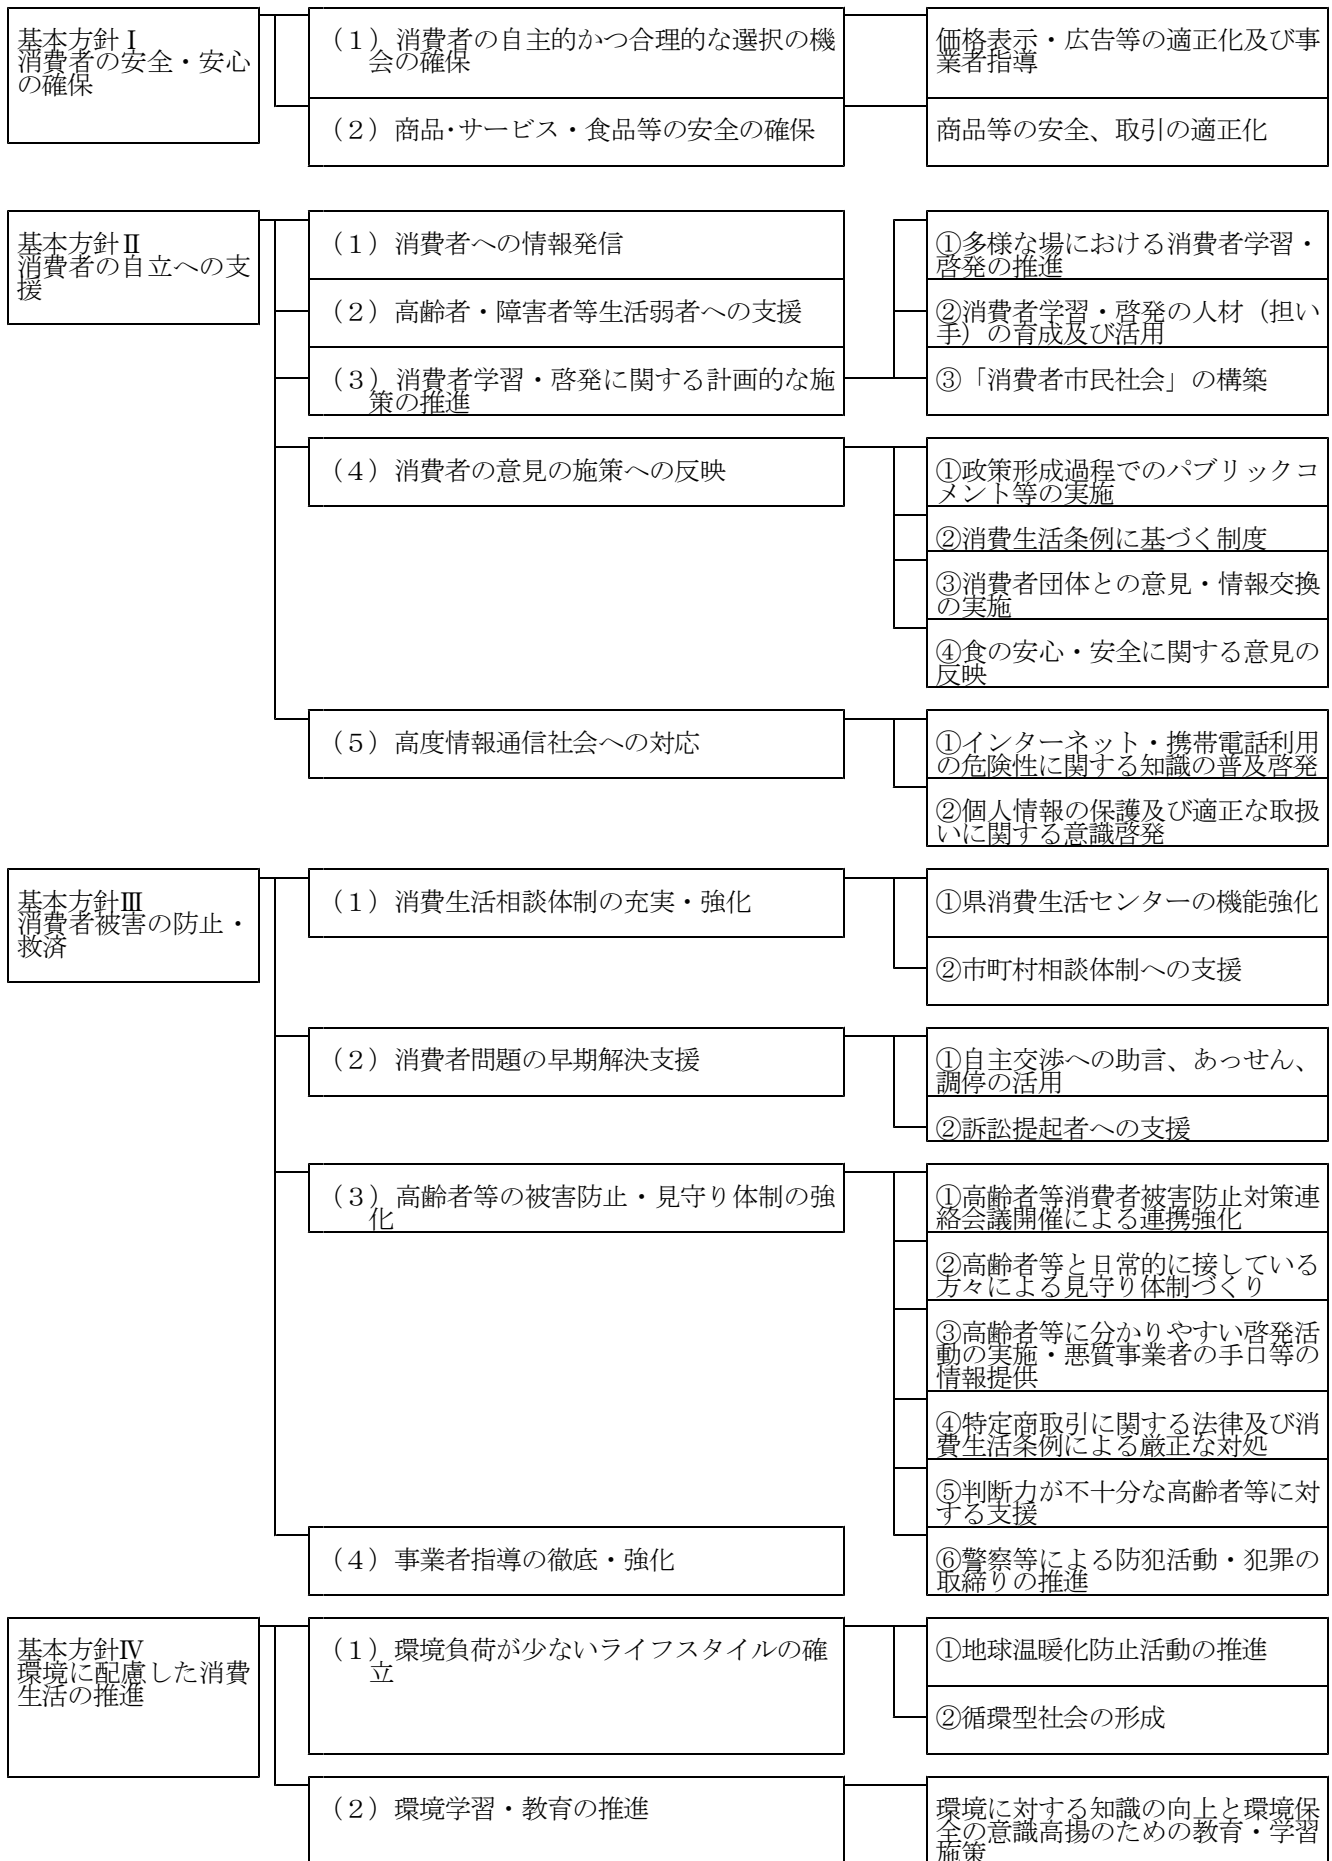 基本方針Ⅰ
消費者の安全・安心
の確保
（１）消費者の自主的かつ合理的な選択の機
会の確保
価格表示・広告等の適正化及び事
業者指導
（２）商品・サービス・食品等の安全の確保
商品等の安全、取引の適正化
基本方針Ⅱ
消費者の自立への支
援
（１）消費者への情報発信
（２）高齢者・障害者等生活弱者への支援
（３）消費者学習・啓発に関する計画的な施
策の推進
①多様な場における消費者学習・
啓発の推進
②消費者学習・啓発の人材（担い
手）の育成及び活用
③「消費者市民社会」の構築
（４）消費者の意見の施策への反映
①政策形成過程でのパブリックコ
メント等の実施
②消費生活条例に基づく制度
③消費者団体との意見・情報交換
の実施
④食の安心・安全に関する意見の
反映
（５）高度情報通信社会への対応
①インターネット・携帯電話利用
の危険性に関する知識の普及啓発
②個人情報の保護及び適正な取扱
いに関する意識啓発
基本方針Ⅲ
消費者被害の防止・
救済
（１）消費生活相談体制の充実・強化
①県消費生活センターの機能強化
②市町村相談体制への支援
（２）消費者問題の早期解決支援
①自主交渉への助言、あっせん、
調停の活用
②訴訟提起者への支援
（３）高齢者等の被害防止・見守り体制の強
化
①高齢者等消費者被害防止対策連
絡会議開催による連携強化
②高齢者等と日常的に接している
方々による見守り体制づくり
③高齢者等に分かりやすい啓発活
動の実施・悪質事業者の手口等の
情報提供
④特定商取引に関する法律及び消
費生活条例による厳正な対処
⑤判断力が不十分な高齢者等に対
する支援
⑥警察等による防犯活動・犯罪の
取締りの推進
（４）事業者指導の徹底・強化
基本方針Ⅳ
環境に配慮した消費
生活の推進
（１）環境負荷が少ないライフスタイルの確
立
①地球温暖化防止活動の推進
②循環型社会の形成
（２）環境学習・教育の推進
環境に対する知識の向上と環境保
全の意識高揚のための教育・学習
施策